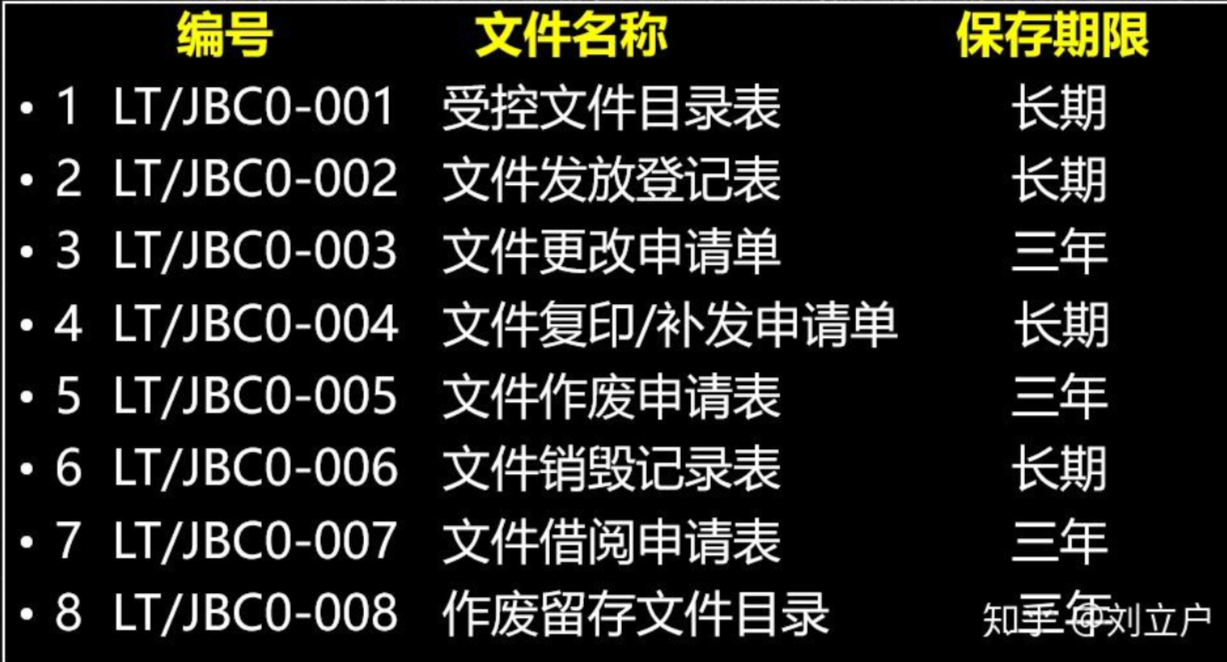 编号 文件名称 保存期限
• 1 LT/JBC0-001 受控文件目录表 长期
• 2 LT/JBC0-002 文件发放登记表 长期
• 3 LT/JBC0-003 文件更改申请单 三年
• 4 LT/JBC0-004 文件复印/补发申请单 长期
• 5 LT/JBC0-005 文件作废申请表 三年
• 6 LT/JBC0-006 文件销毁记录表 长期
• 7 LT/JBC0-007 文件借阅申请表 三年
• 8 LT/JBC0-008 作废留存文件目录 三年
知乎 @刘立户